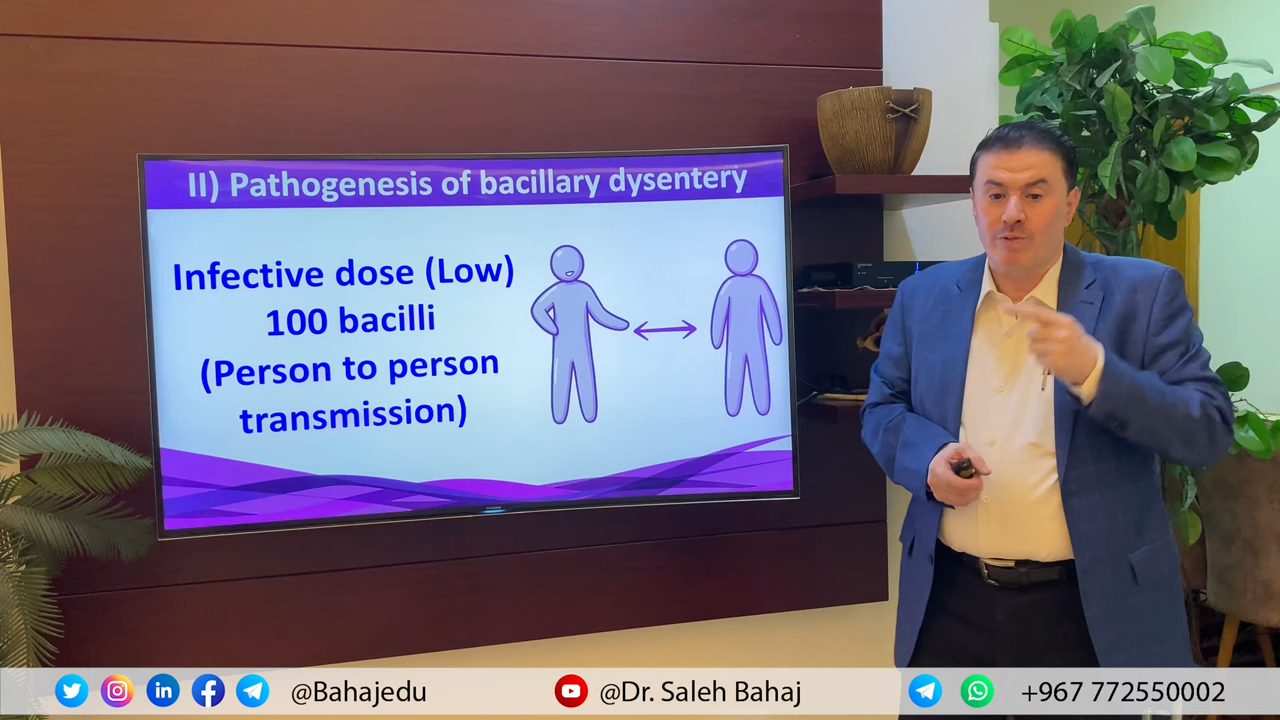 II) Pathogenesis of bacillary dysentery
Infective dose (Low)
100 bacilli
(Person to person
transmission)
@Bahajedu
@Dr. Saleh Bahaj
+967 772550002